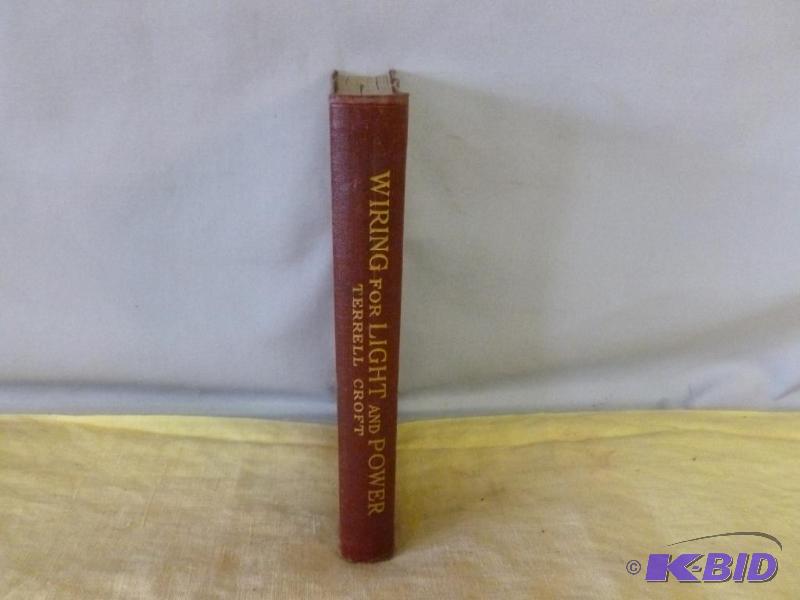 WIRING FOR LIGHT AND POWER
TERRELL CROFT
© K-BID